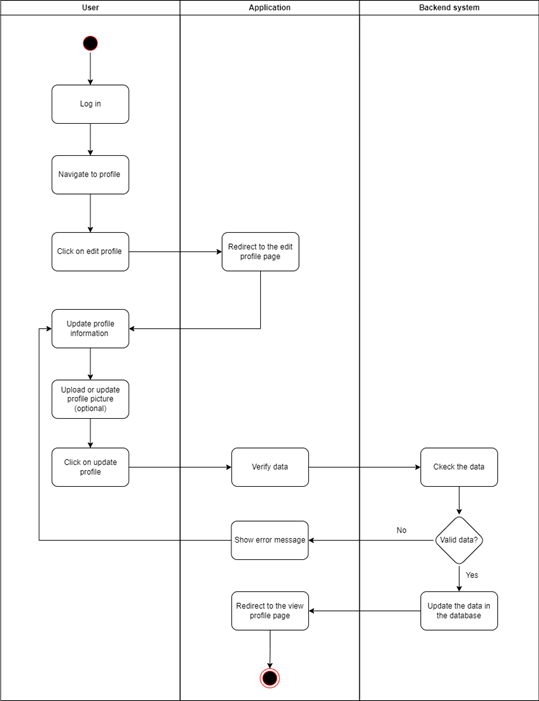 User
Application
Backend system
Log in
Navigate to profile
Click on edit profile
Redirect to the edit
profile page
Update profile
information
Upload or update
profile picture
(optional)
Click on update
profile
Verify data
Ckeck the data
Show error message
No
Valid data?
Yes
Redirect to the view
profile page
Update the data in
the database